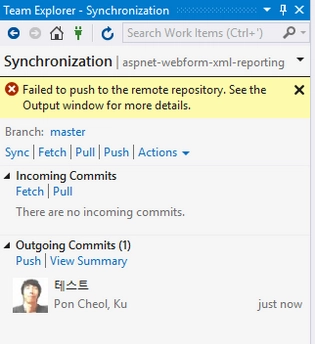 Team Explorer - Synchronization
Search Work Items (Ctrl+')
Synchronization | aspnet-webform-xml-reporting
Failed to push to the remote repository. See the
Output window for more details.
Branch: master
Sync | Fetch | Pull | Push | Actions
Incoming Commits
Fetch | Pull
There are no incoming commits.
Outgoing Commits (1)
Push | View Summary
테스트
Pon Cheol, Ku just now